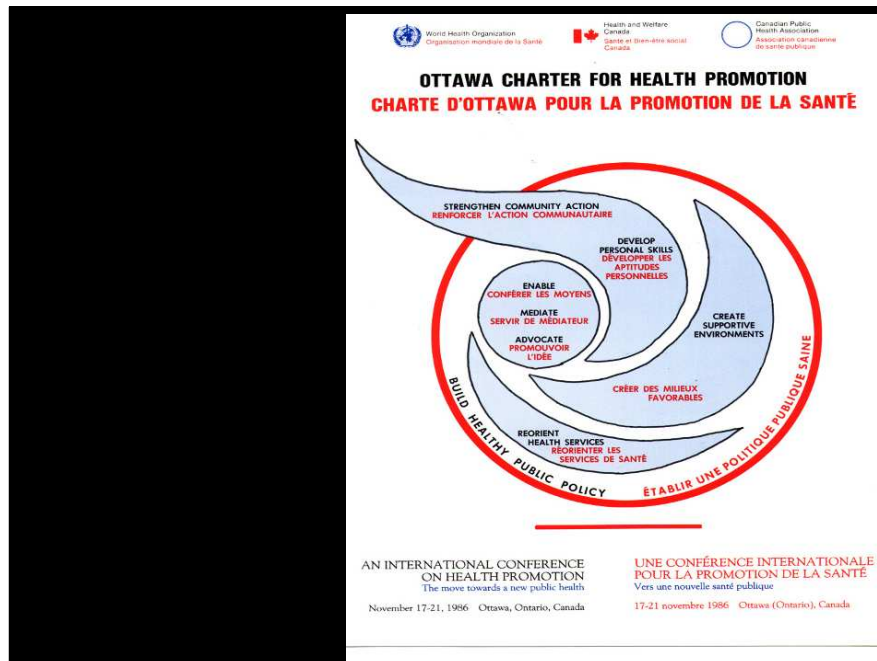 World Health Organization
Organisation mondiale de la Santé
Health and Welfare
Canada
Santé et Bien-être social
Canada
Canadian Public
Health Association
Association canadienne
de santé publique
OTTAWA CHARTER FOR HEALTH PROMOTION
CHARTE D'OTTAWA POUR LA PROMOTION DE LA SANTÉ
STRENGTHEN COMMUNITY ACTION
RENFORCER L'ACTION COMMUNAUTAIRE
DEVELOP
PERSONAL SKILLS
DÉVELOPPER LES
APTITUDES
PERSONNELLES
ENABLE
CONFÉRER LES MOYENS
MEDIATE
SERVIR DE MÉDIATEUR
ADVOCATE
PROMOUVOIR
L'IDÉE
CREATE
SUPPORTIVE
ENVIRONMENTS
CRÉER DES MILIEUX
FAVORABLES
REORIENT
HEALTH SERVICES
RÉORIENTER LES
SERVICES DE SANTÉ
BUILD HEALTHY PUBLIC POLICY
ÉTABLIR UNE POLITIQUE PUBLIQUE SAINE
AN INTERNATIONAL CONFERENCE
ON HEALTH PROMOTION
The move towards a new public health
November 17-21, 1986 Ottawa, Ontario, Canada
UNE CONFÉRENCE INTERNATIONALE
POUR LA PROMOTION DE LA SANTÉ
Vers une nouvelle santé publique
17-21 novembre 1986 Ottawa (Ontario), Canada